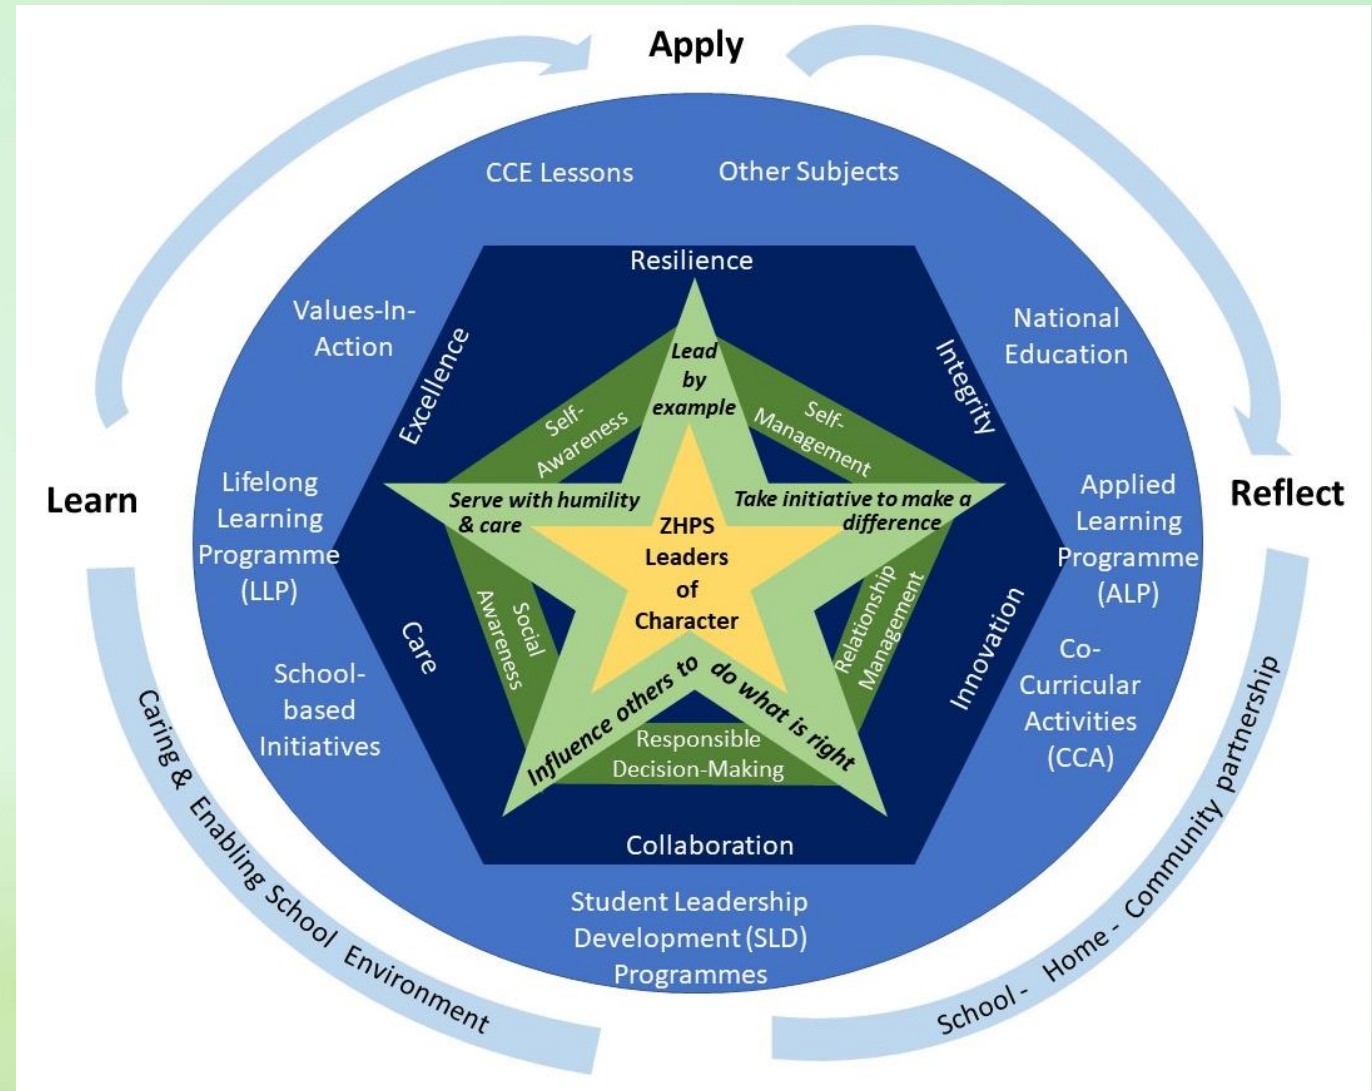 Apply
CCE Lessons
Other Subjects
Values-In-
Action
National
Education
Learn
Reflect
Lifelong
Learning
Programme
(LLP)
Applied
Learning
Programme
(ALP)
School-
based
Initiatives
Co-
Curricular
Activities
(CCA)
Student Leadership
Development (SLD)
Programmes
Resilience
Excellence
Integrity
Care
Innovation
Collaboration
Self-
Awareness
Self-
Management
Social
Awareness
Relationship
Management
Responsible
Decision-Making
Lead
by
example
Serve with humility
& care
Take initiative to make a
difference
Influence others to do what is right
ZHPS
Leaders
of
Character
Caring & Enabling School Environment
School - Home - Community partnership